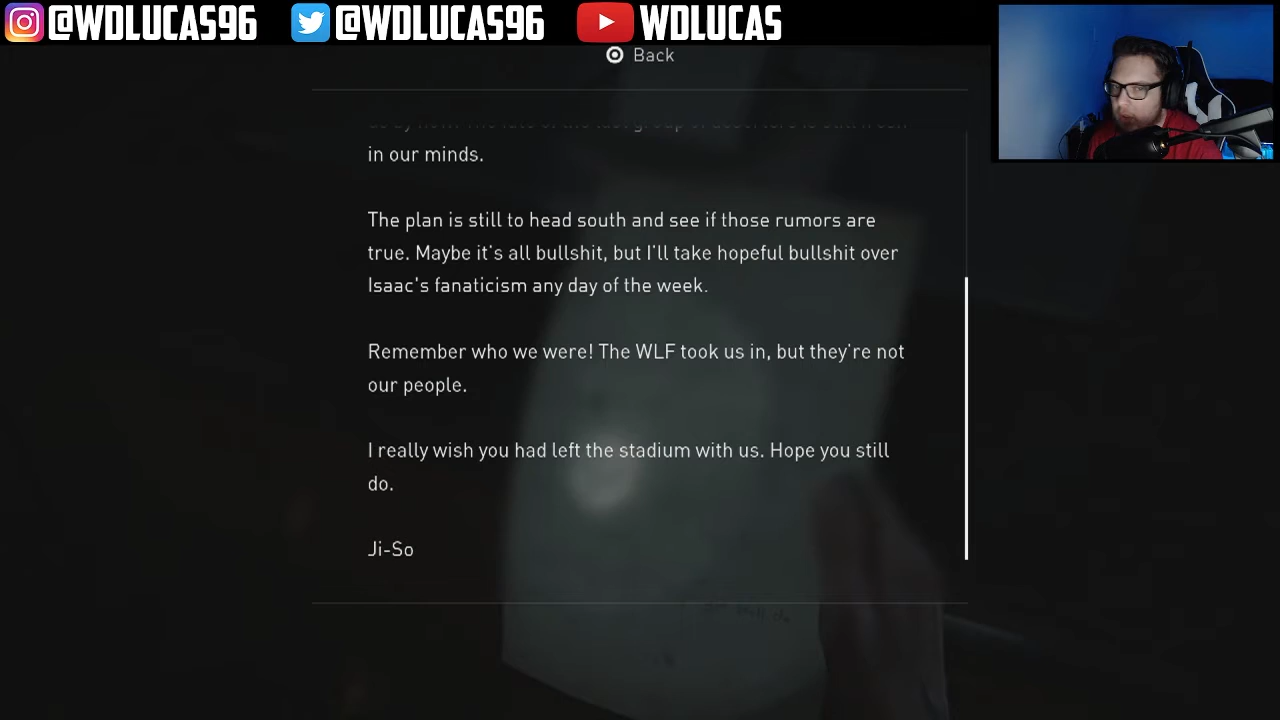 @WDLUCAS96 @WDLUCAS96 WDLUCAS
Back
in our minds.
The plan is still to head south and see if those rumors are
true. Maybe it's all bullshit, but I'll take hopeful bullshit over
Isaac's fanaticism any day of the week.
Remember who we were! The WLF took us in, but they're not
our people.
I really wish you had left the stadium with us. Hope you still
do.
Ji-So